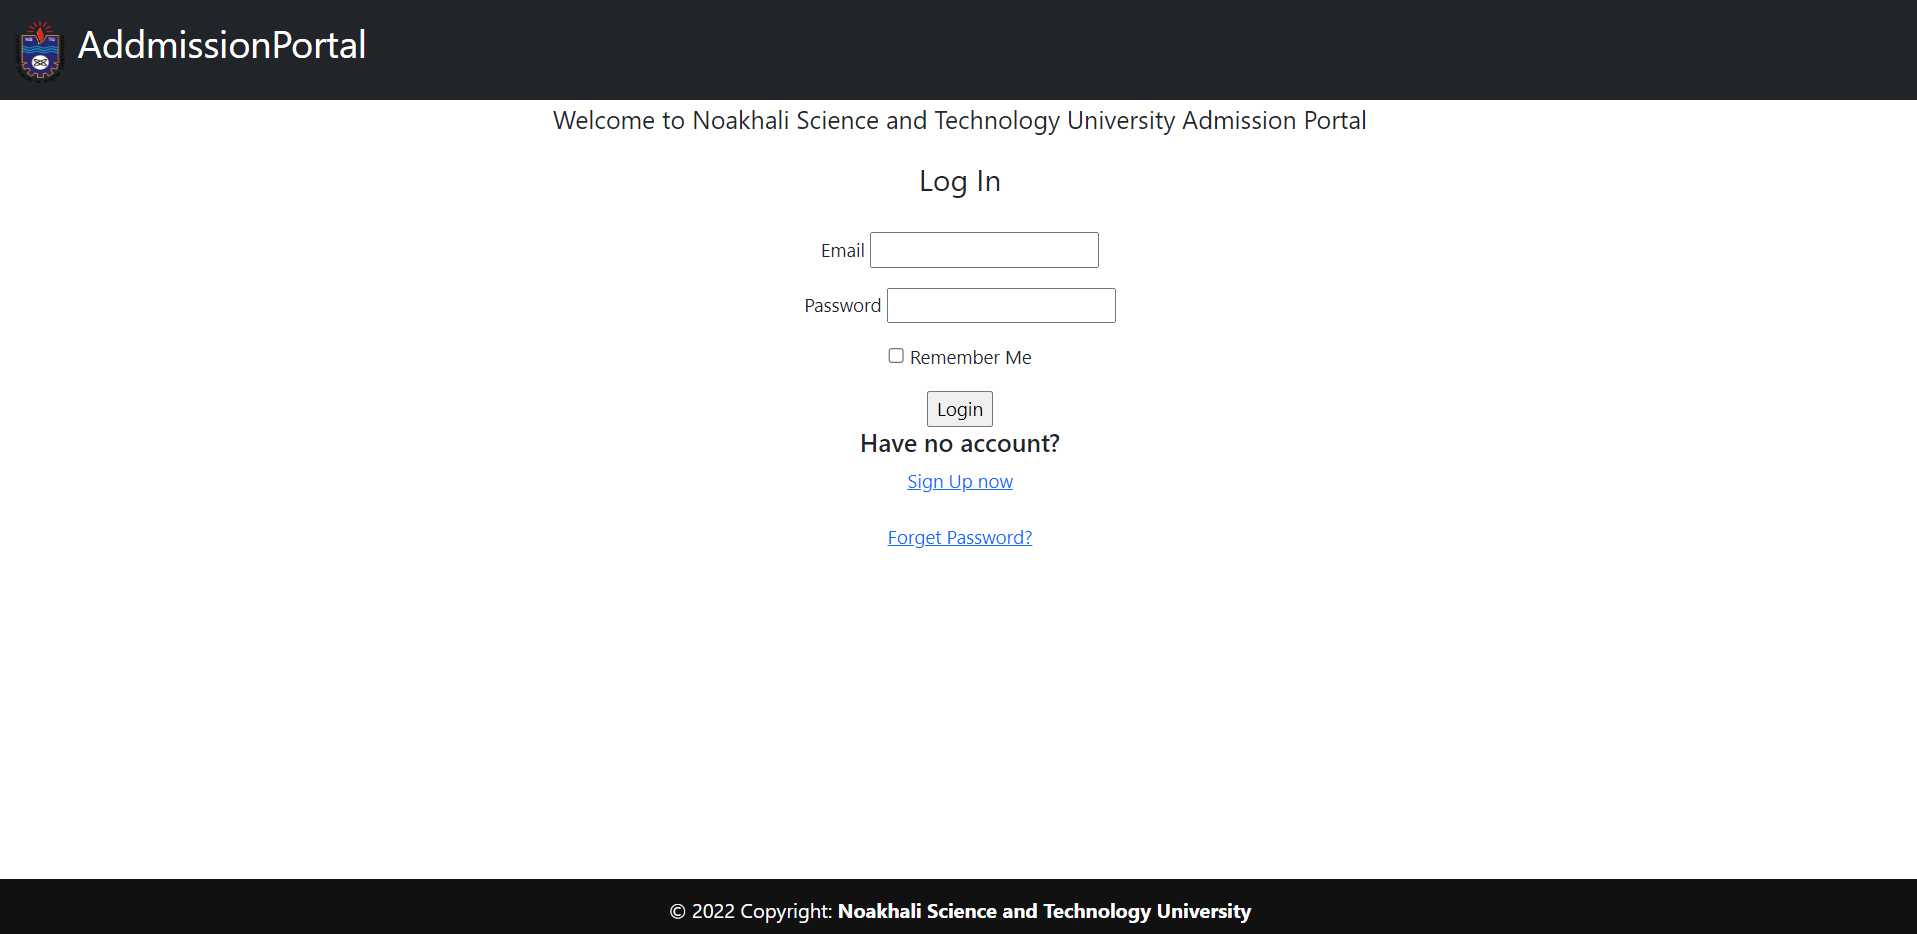 AddmissionPortal
Welcome to Noakhali Science and Technology University Admission Portal
Log In
Email
Password
Remember Me
Login
Have no account?
Sign Up now
Forget Password?
© 2022 Copyright: Noakhali Science and Technology University